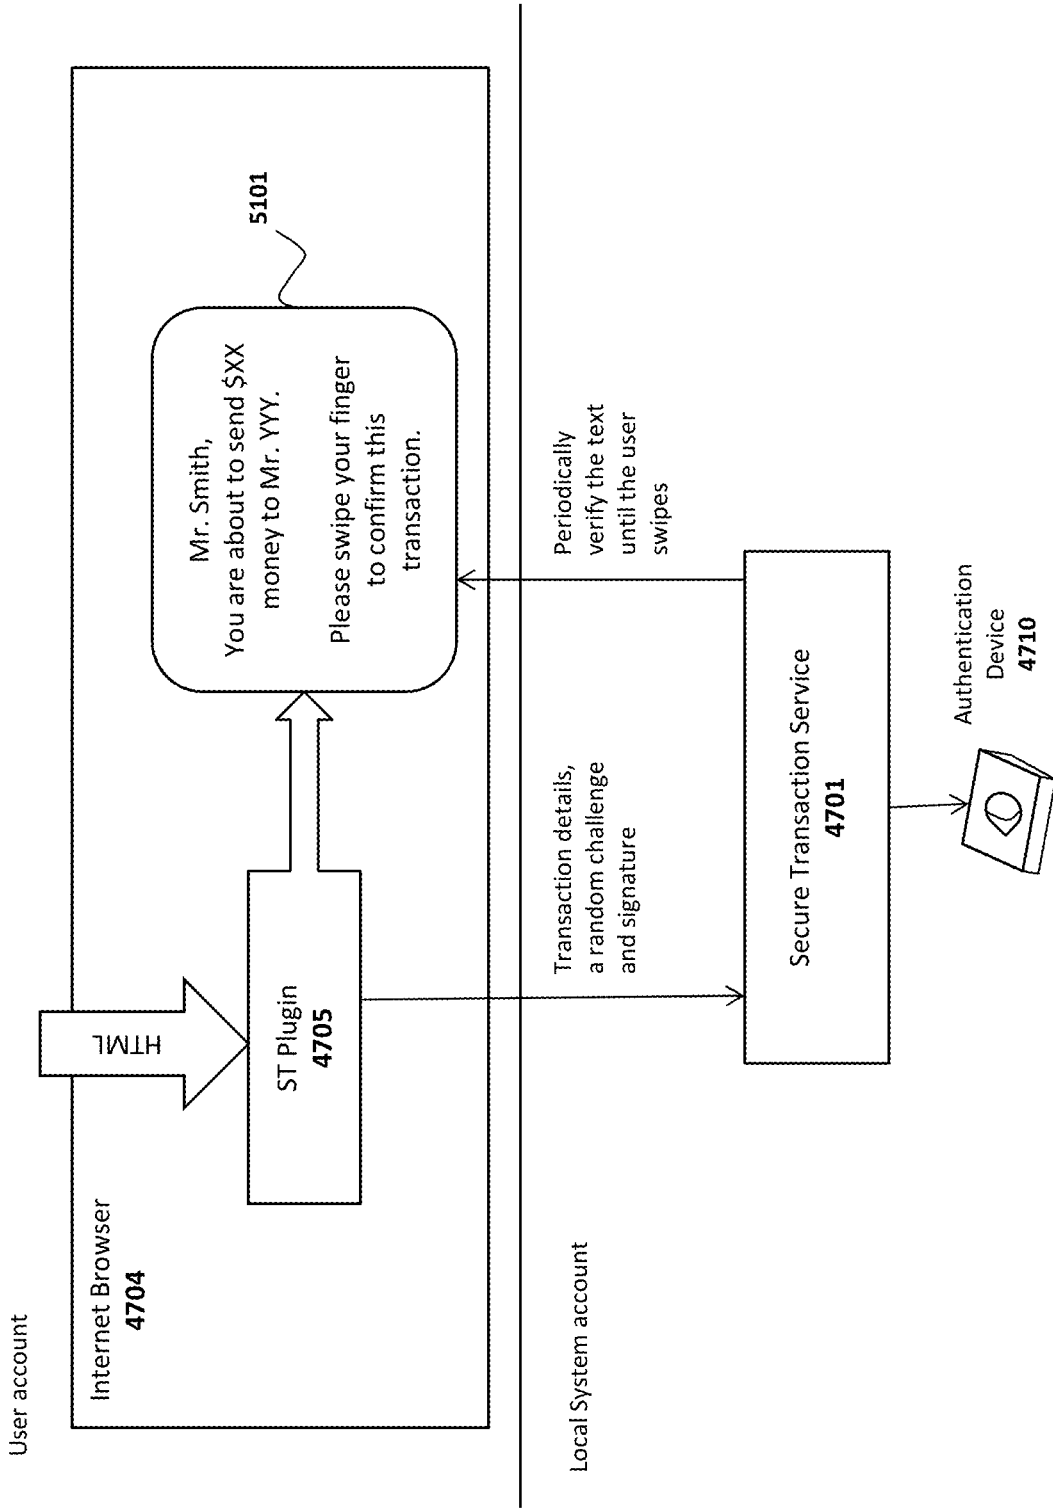 User account
Internet Browser
4704
HTML
ST Plugin
4705
Mr. Smith,
You are about to send $XX
money to Mr. YYY.
Please swipe your finger
to confirm this
transaction.
5101
Local System account
Transaction details,
a random challenge
and signature
Periodically
verify the text
until the user
swipes
Secure Transaction Service
4701
Authentication
Device
4710